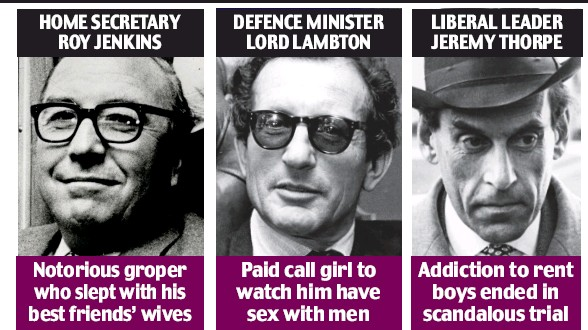 HOME SECRETARY
ROY JENKINS
Notorious groper
who slept with his
best friends’ wives
DEFENCE MINISTER
LORD LAMBTON
Paid call girl to
watch him have
sex with men
LIBERAL LEADER
JEREMY THORPE
Addiction to rent
boys ended in
scandalous trial